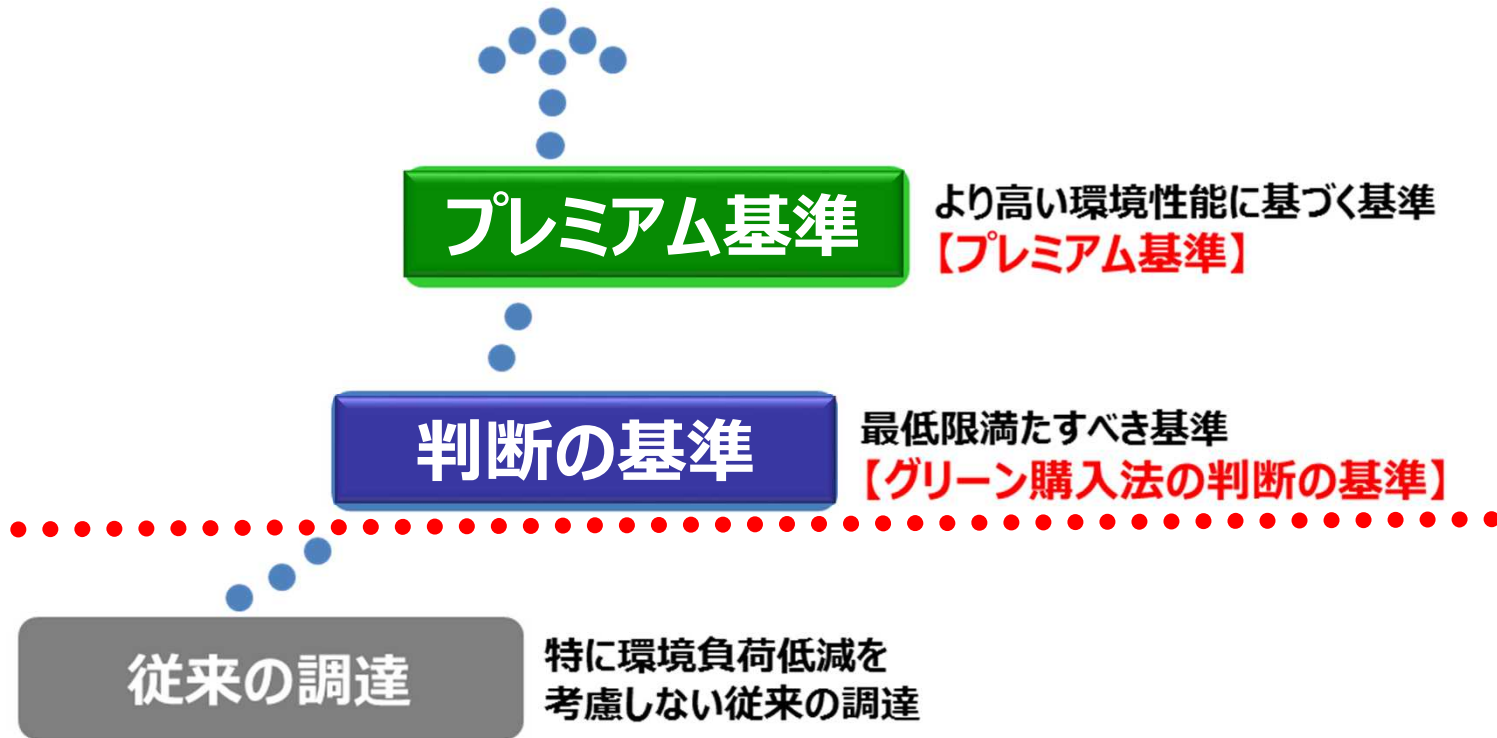 プレミアム基準
より高い環境性能に基づく基準
【プレミアム基準】
判断の基準
最低限満たすべき基準
【グリーン購入法の判断の基準】
従来の調達
特に環境負荷低減を
考慮しない従来の調達